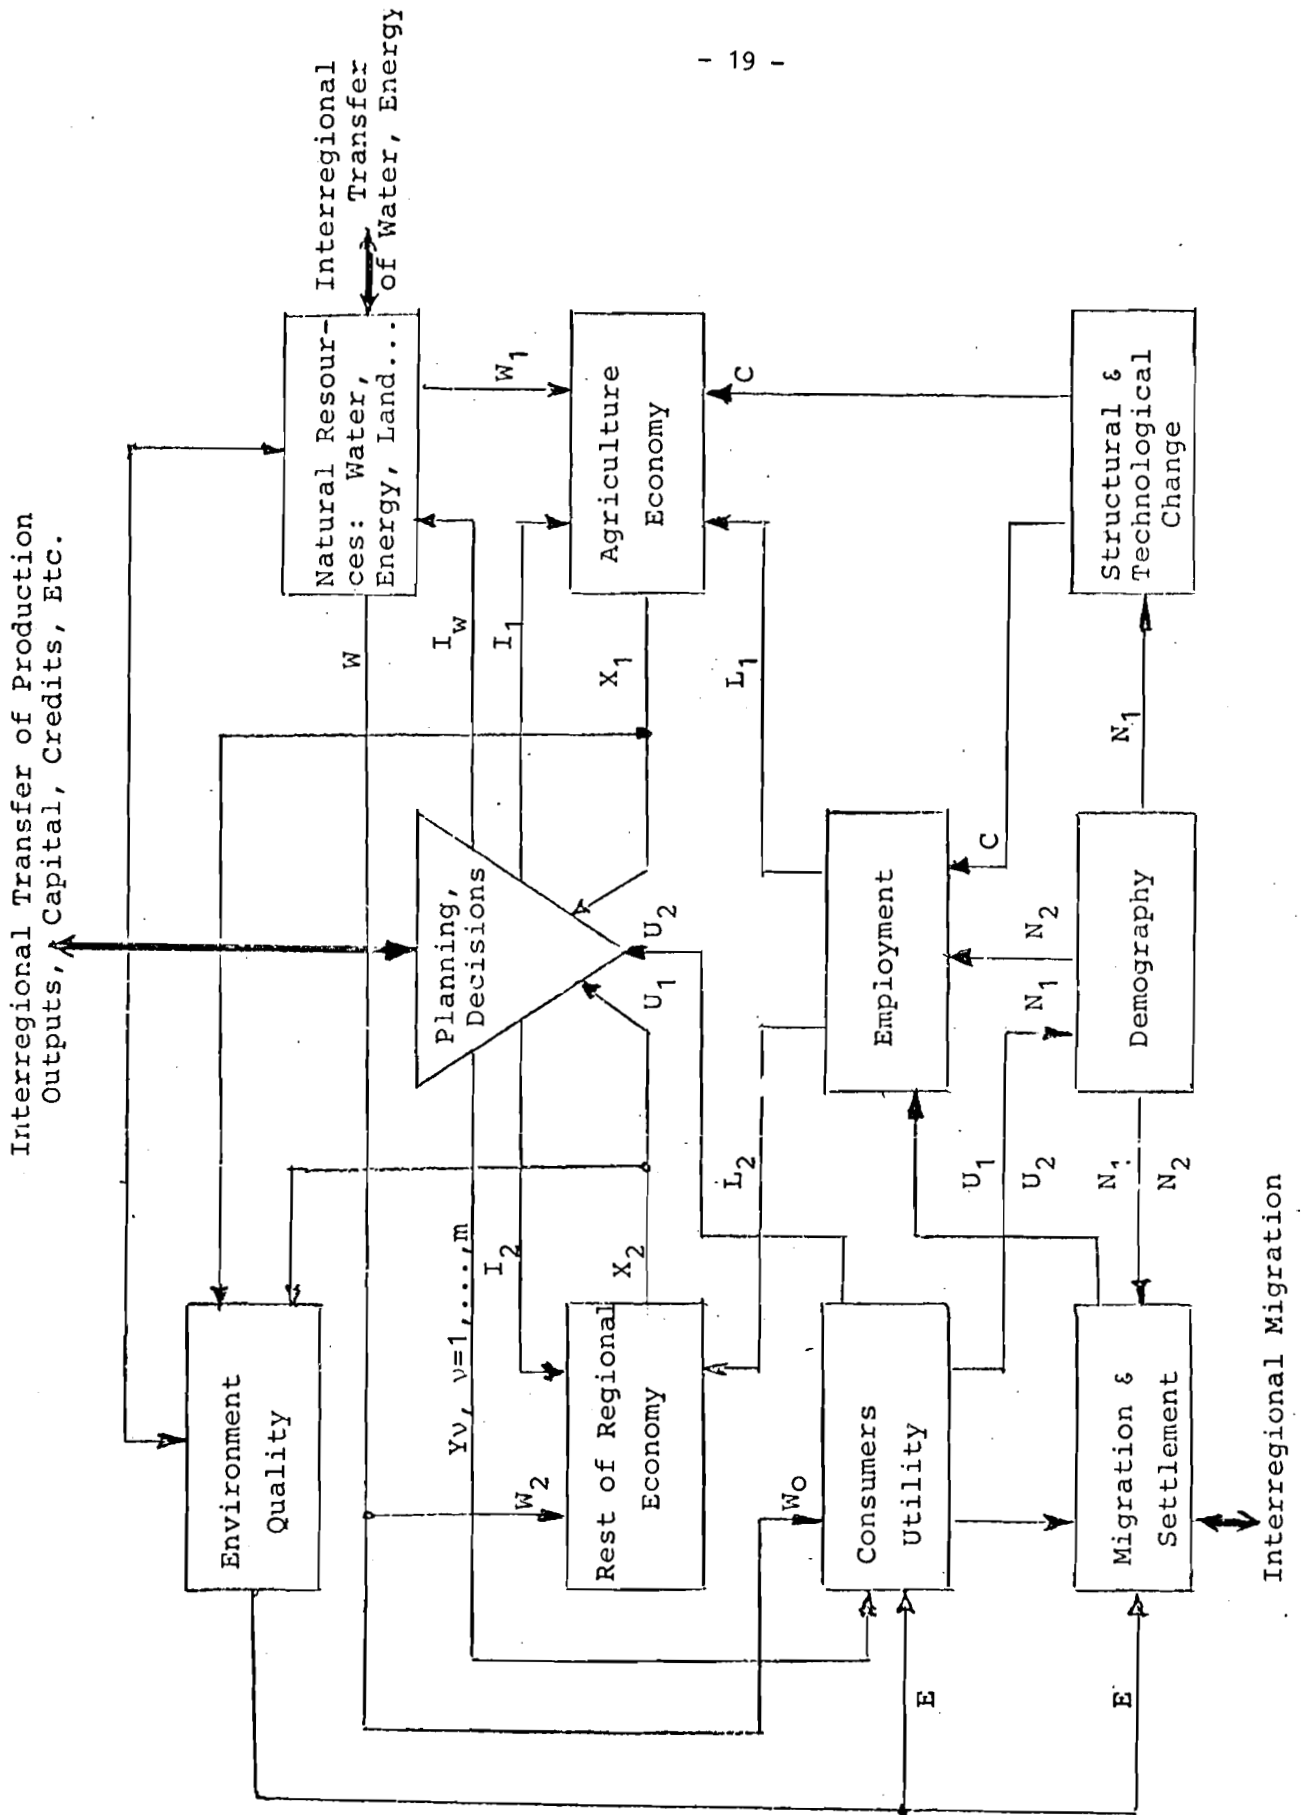 - 19 -
Interregional Transfer of Production
Outputs, Capital, Credits, Etc.
Environment
Quality
Natural Resour-
ces: Water,
Energy, Land...
Interregional
Transfer
of Water, Energy
W
Planning,
Decisions
Yν, ν=1,...,m
I2
Iw
I1
W1
W2
Rest of Regional
Economy
X2
U1
U2
X1
Agriculture
Economy
L2
L1
C
Wo
Consumers
Utility
Employment
C
E
U1
U2
N1
N2
E
Migration &
Settlement
N1
N2
Demography
N1
Structural &
Technological
Change
Interregional Migration